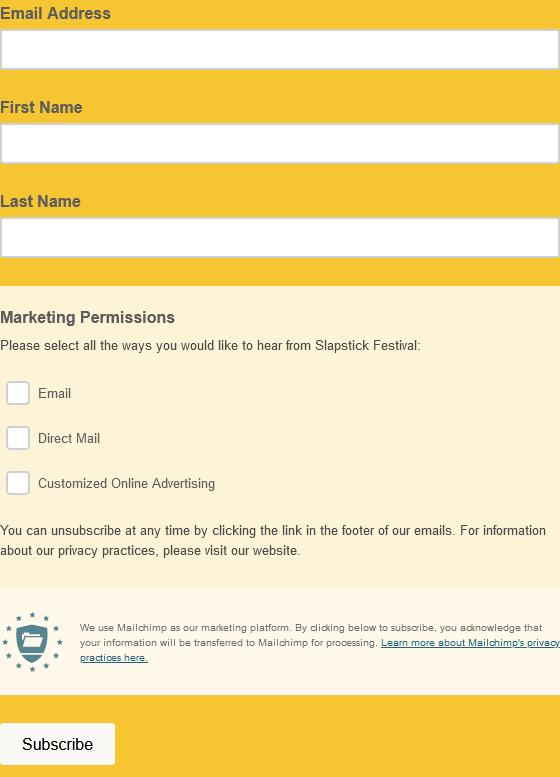 Email Address
First Name
Last Name
Marketing Permissions
Please select all the ways you would like to hear from Slapstick Festival:
Email
Direct Mail
Customized Online Advertising
You can unsubscribe at any time by clicking the link in the footer of our emails. For information
about our privacy practices, please visit our website.
We use Mailchimp as our marketing platform. By clicking below to subscribe, you acknowledge that
your information will be transferred to Mailchimp for processing. Learn more about Mailchimp's privacy
practices here.
Subscribe